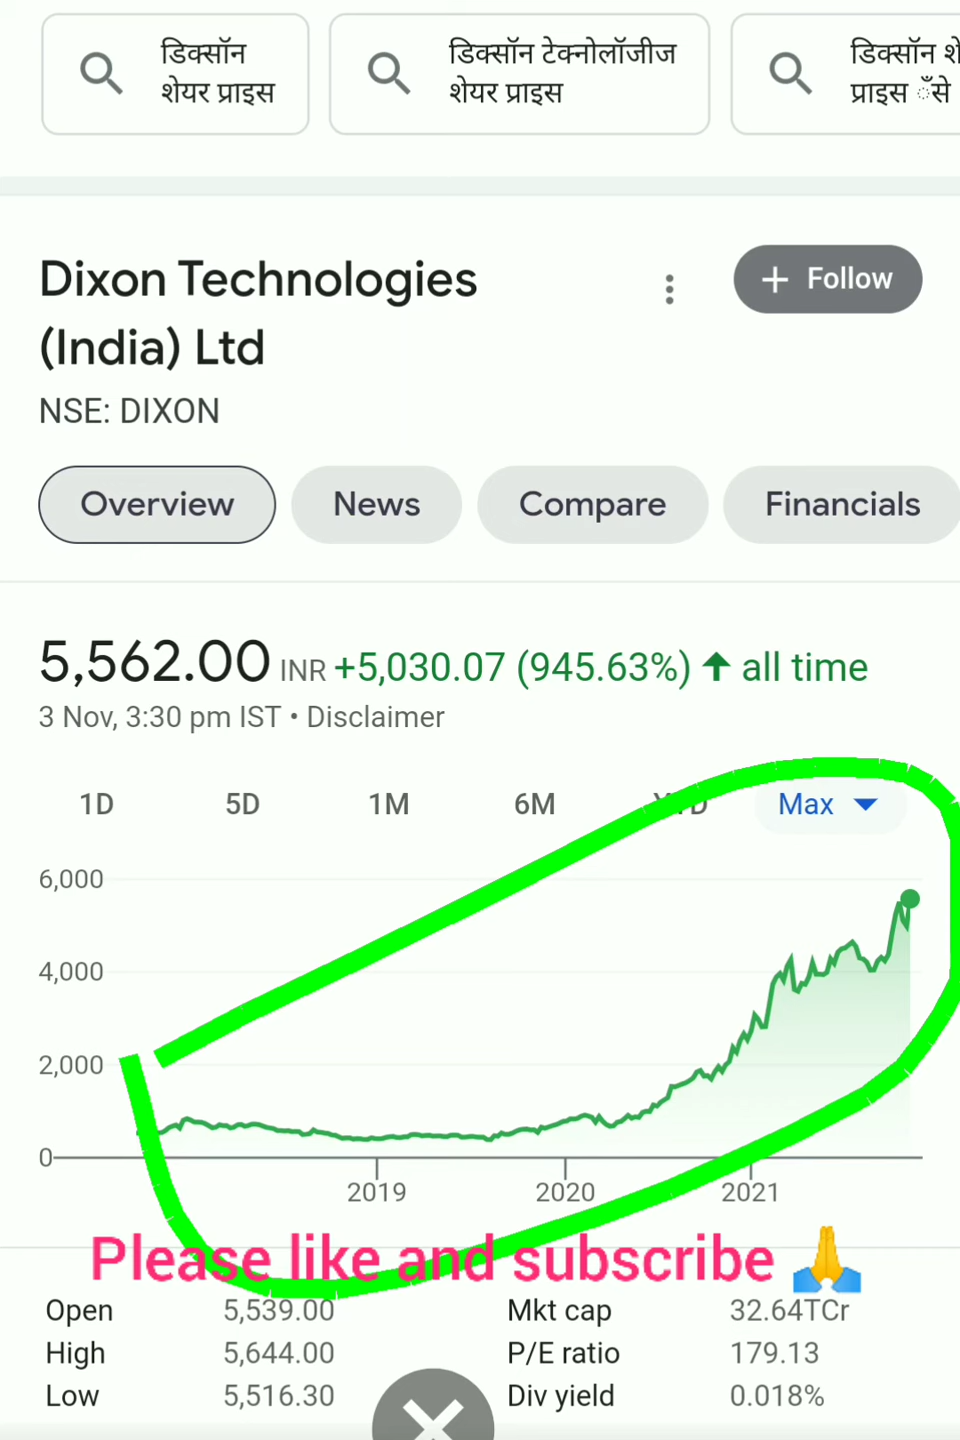 डिक्सॉन
शेयर प्राइस
डिक्सॉन टेक्नोलॉजीज
शेयर प्राइस
डिक्सॉन शे
प्राइस ँसे
Dixon Technologies
(India) Ltd
+ Follow
NSE: DIXON
Overview
News
Compare
Financials
5,562.00 INR +5,030.07 (945.63%) ↑ all time
3 Nov, 3:30 pm IST • Disclaimer
1D 5D 1M 6M YTD Max
6,000
4,000
2,000
0
2019 2020 2021
Please like and subscribe 🙏
Open 5,539.00 Mkt cap 32.64TCr
High 5,644.00 P/E ratio 179.13
Low 5,516.30 Div yield 0.018%